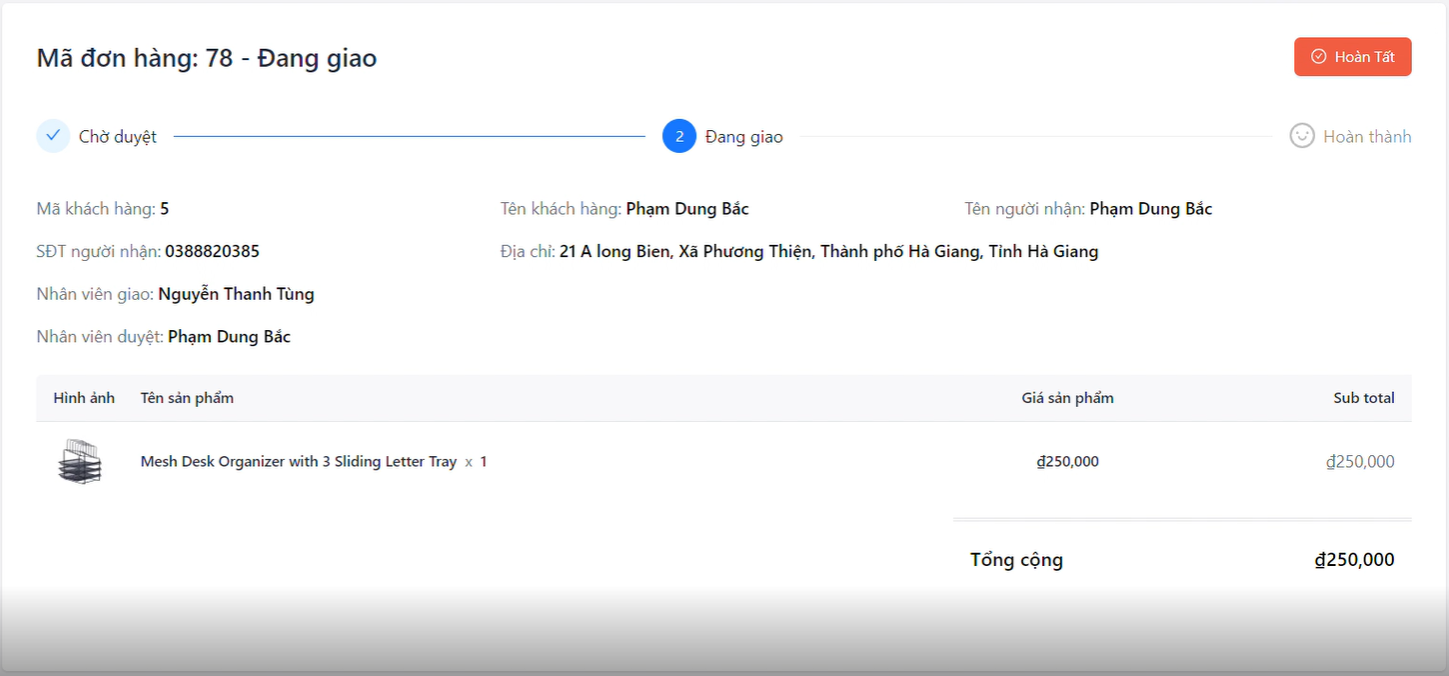 Mã đơn hàng: 78 - Đang giao
Hoàn Tất
Chờ duyệt
2 Đang giao
Hoàn thành
Mã khách hàng: 5
Tên khách hàng: Phạm Dung Bắc
Tên người nhận: Phạm Dung Bắc
SĐT người nhận: 0388820385
Địa chỉ: 21 A long Bien, Xã Phương Thiện, Thành phố Hà Giang, Tỉnh Hà Giang
Nhân viên giao: Nguyễn Thanh Tùng
Nhân viên duyệt: Phạm Dung Bắc
Hình ảnh Tên sản phẩm Giá sản phẩm Sub total
Mesh Desk Organizer with 3 Sliding Letter Tray x 1 ₫250,000 ₫250,000
Tổng cộng ₫250,000